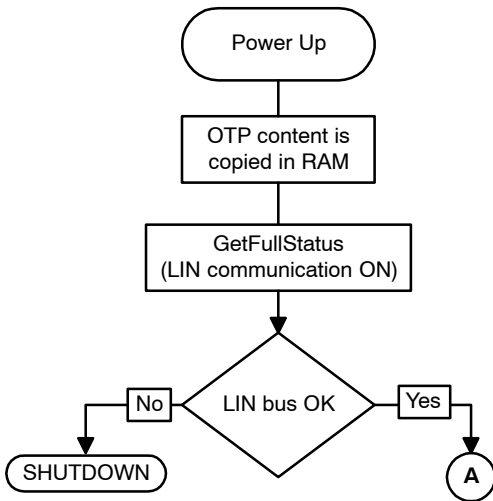 Power Up
OTP content is
copied in RAM
GetFullStatus
(LIN communication ON)
No
LIN bus OK
Yes
SHUTDOWN
A